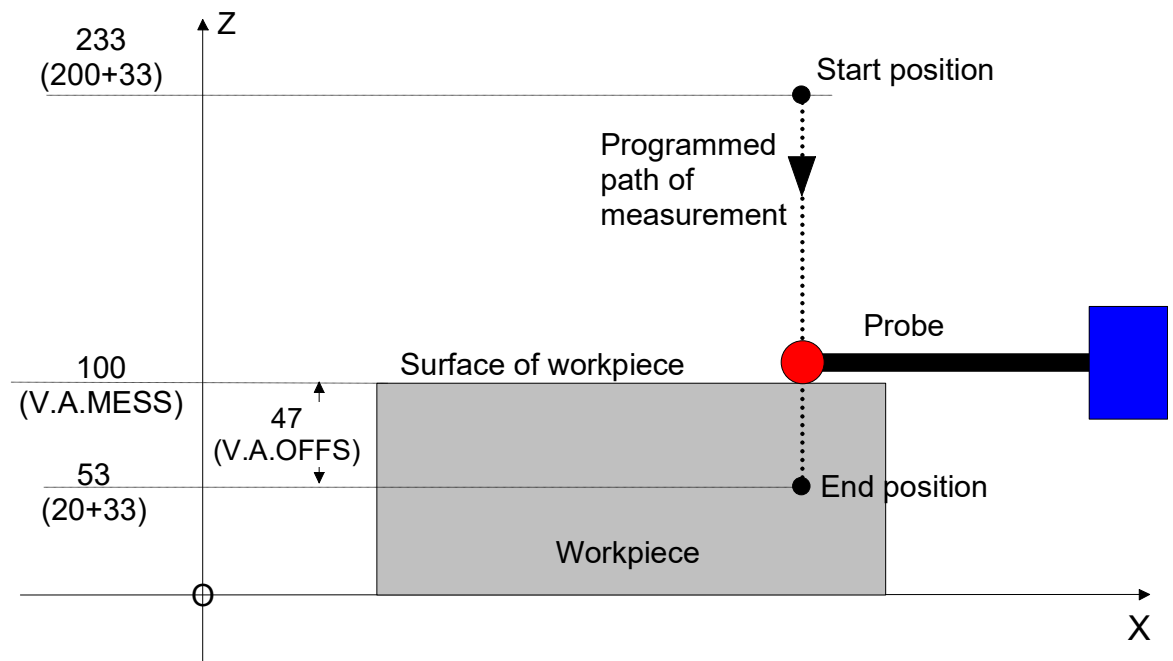 Z
233
(200+33)
Start position
Programmed
path of
measurement
Probe
100
(V.A.MESS)
Surface of workpiece
47
(V.A.OFFS)
53
(20+33)
End position
Workpiece
O
X